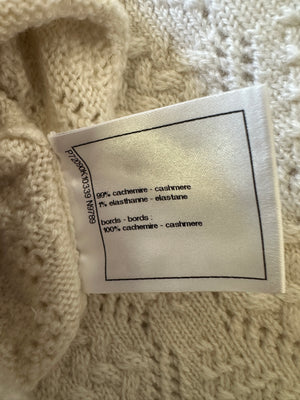 99% cachemire - cashmere
1% elasthanne - elastane
bords - bords :
100% cachemire - cashmere